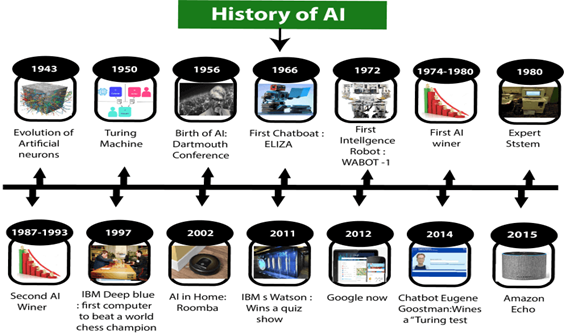 History of AI
1943
1950
1956
1966
1972
1974-1980
1980
Evolution of
Artificial
neurons
Turing
Machine
Birth of AI:
Dartmouth
Conference
First Chatboat :
ELIZA
First
Intellgence
Robot :
WABOT -1
First AI
winer
Expert
Ststem
1987-1993
1997
2002
2011
2012
2014
2015
Second AI
Winer
IBM Deep blue
: first computer
to beat a world
chess champion
AI in Home:
Roomba
IBM s Watson :
Wins a quiz
show
Google now
Chatbot Eugene
Goostman:Wines
a "Turing test
Amazon
Echo